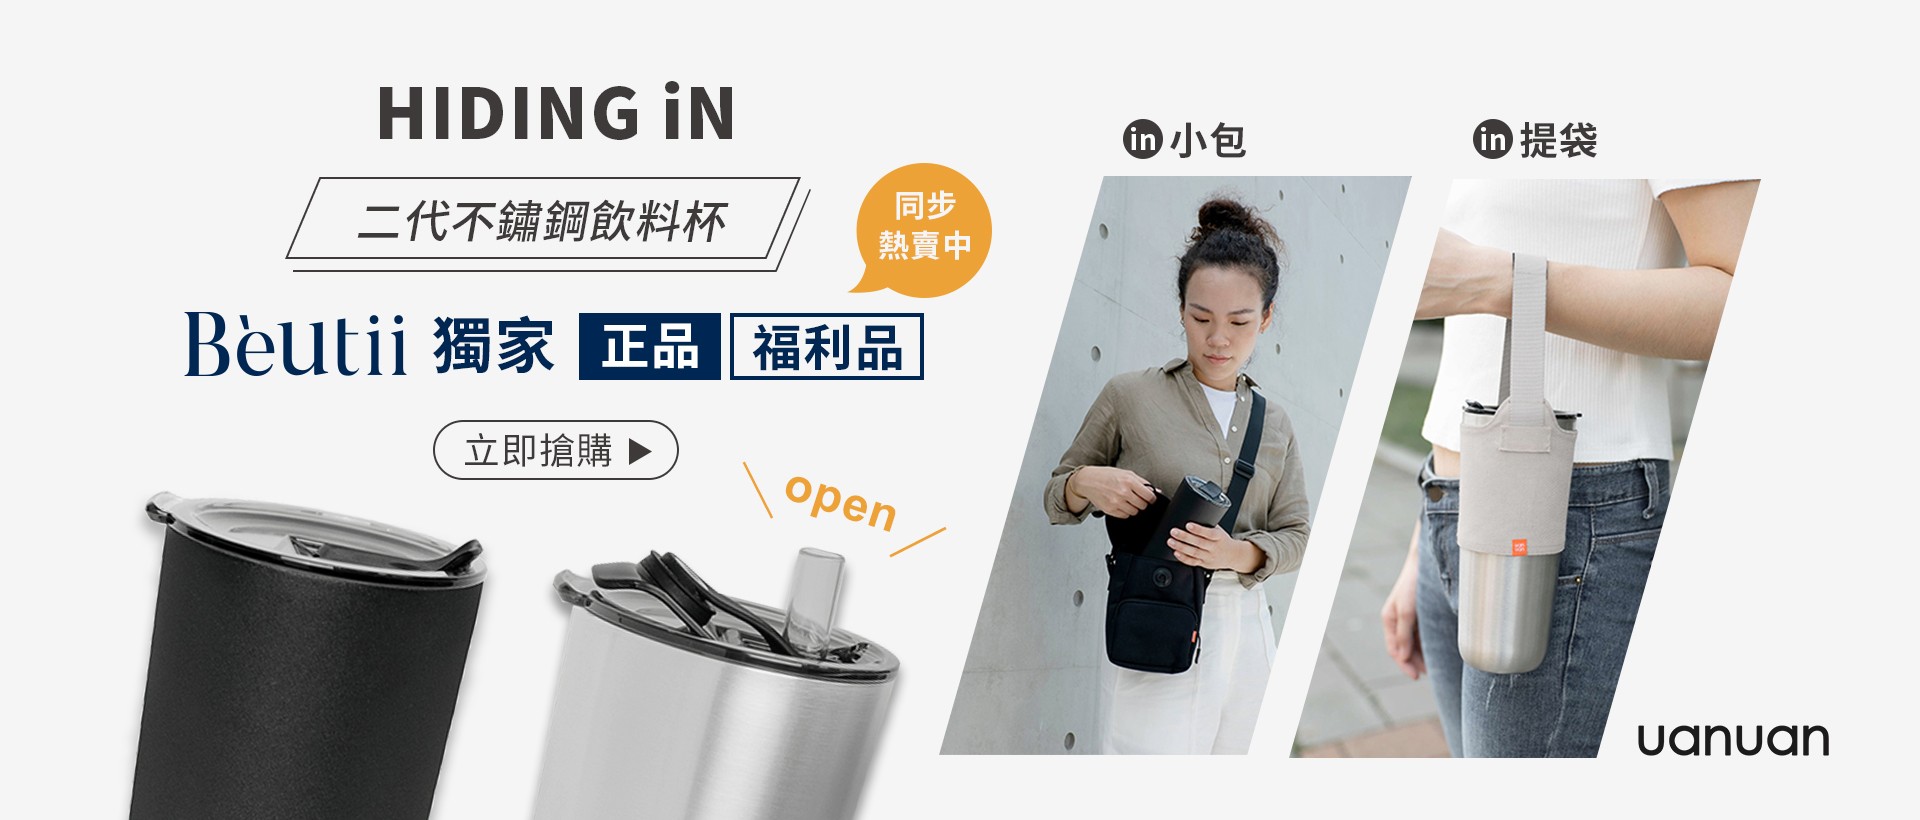 HIDING iN
二代不鏽鋼飲料杯
同步
熱賣中
Beutii 獨家 正品 福利品
立即搶購 ▶
open
in 小包
in 提袋
uanuan